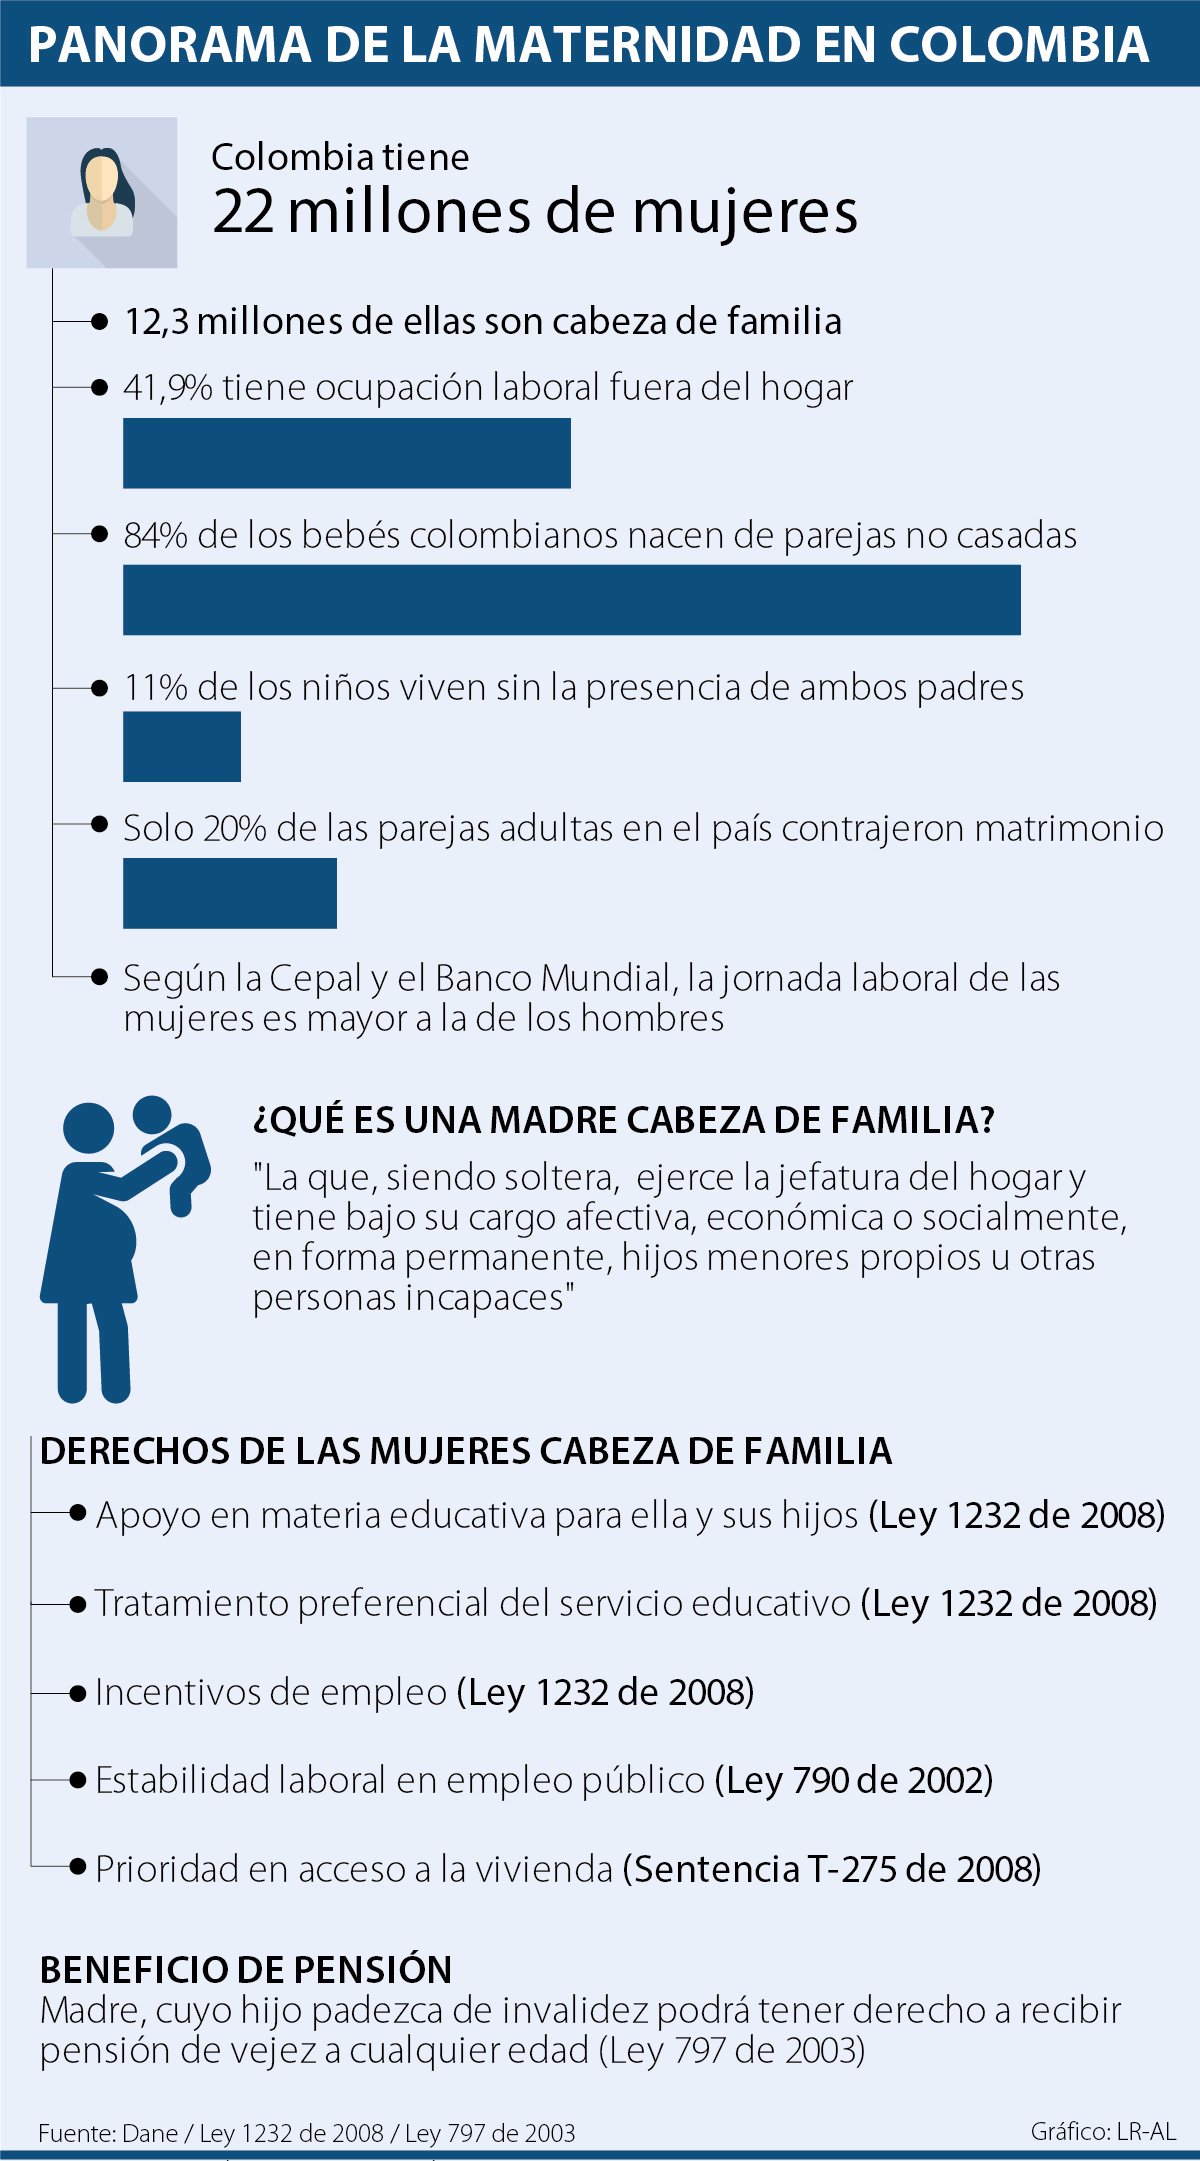 PANORAMA DE LA MATERNIDAD EN COLOMBIA
Colombia tiene
22 millones de mujeres
12,3 millones de ellas son cabeza de familia
41,9% tiene ocupación laboral fuera del hogar
84% de los bebés colombianos nacen de parejas no casadas
11% de los niños viven sin la presencia de ambos padres
Solo 20% de las parejas adultas en el país contrajeron matrimonio
Según la Cepal y el Banco Mundial, la jornada laboral de las
mujeres es mayor a la de los hombres
¿QUÉ ES UNA MADRE CABEZA DE FAMILIA?
"La que, siendo soltera, ejerce la jefatura del hogar y
tiene bajo su cargo afectiva, económica o socialmente,
en forma permanente, hijos menores propios u otras
personas incapaces"
DERECHOS DE LAS MUJERES CABEZA DE FAMILIA
Apoyo en materia educativa para ella y sus hijos (Ley 1232 de 2008)
Tratamiento preferencial del servicio educativo (Ley 1232 de 2008)
Incentivos de empleo (Ley 1232 de 2008)
Estabilidad laboral en empleo público (Ley 790 de 2002)
Prioridad en acceso a la vivienda (Sentencia T-275 de 2008)
BENEFICIO DE PENSIÓN
Madre, cuyo hijo padezca de invalidez podrá tener derecho a recibir
pensión de vejez a cualquier edad (Ley 797 de 2003)
Fuente: Dane / Ley 1232 de 2008 / Ley 797 de 2003
Gráfico: LR-AL